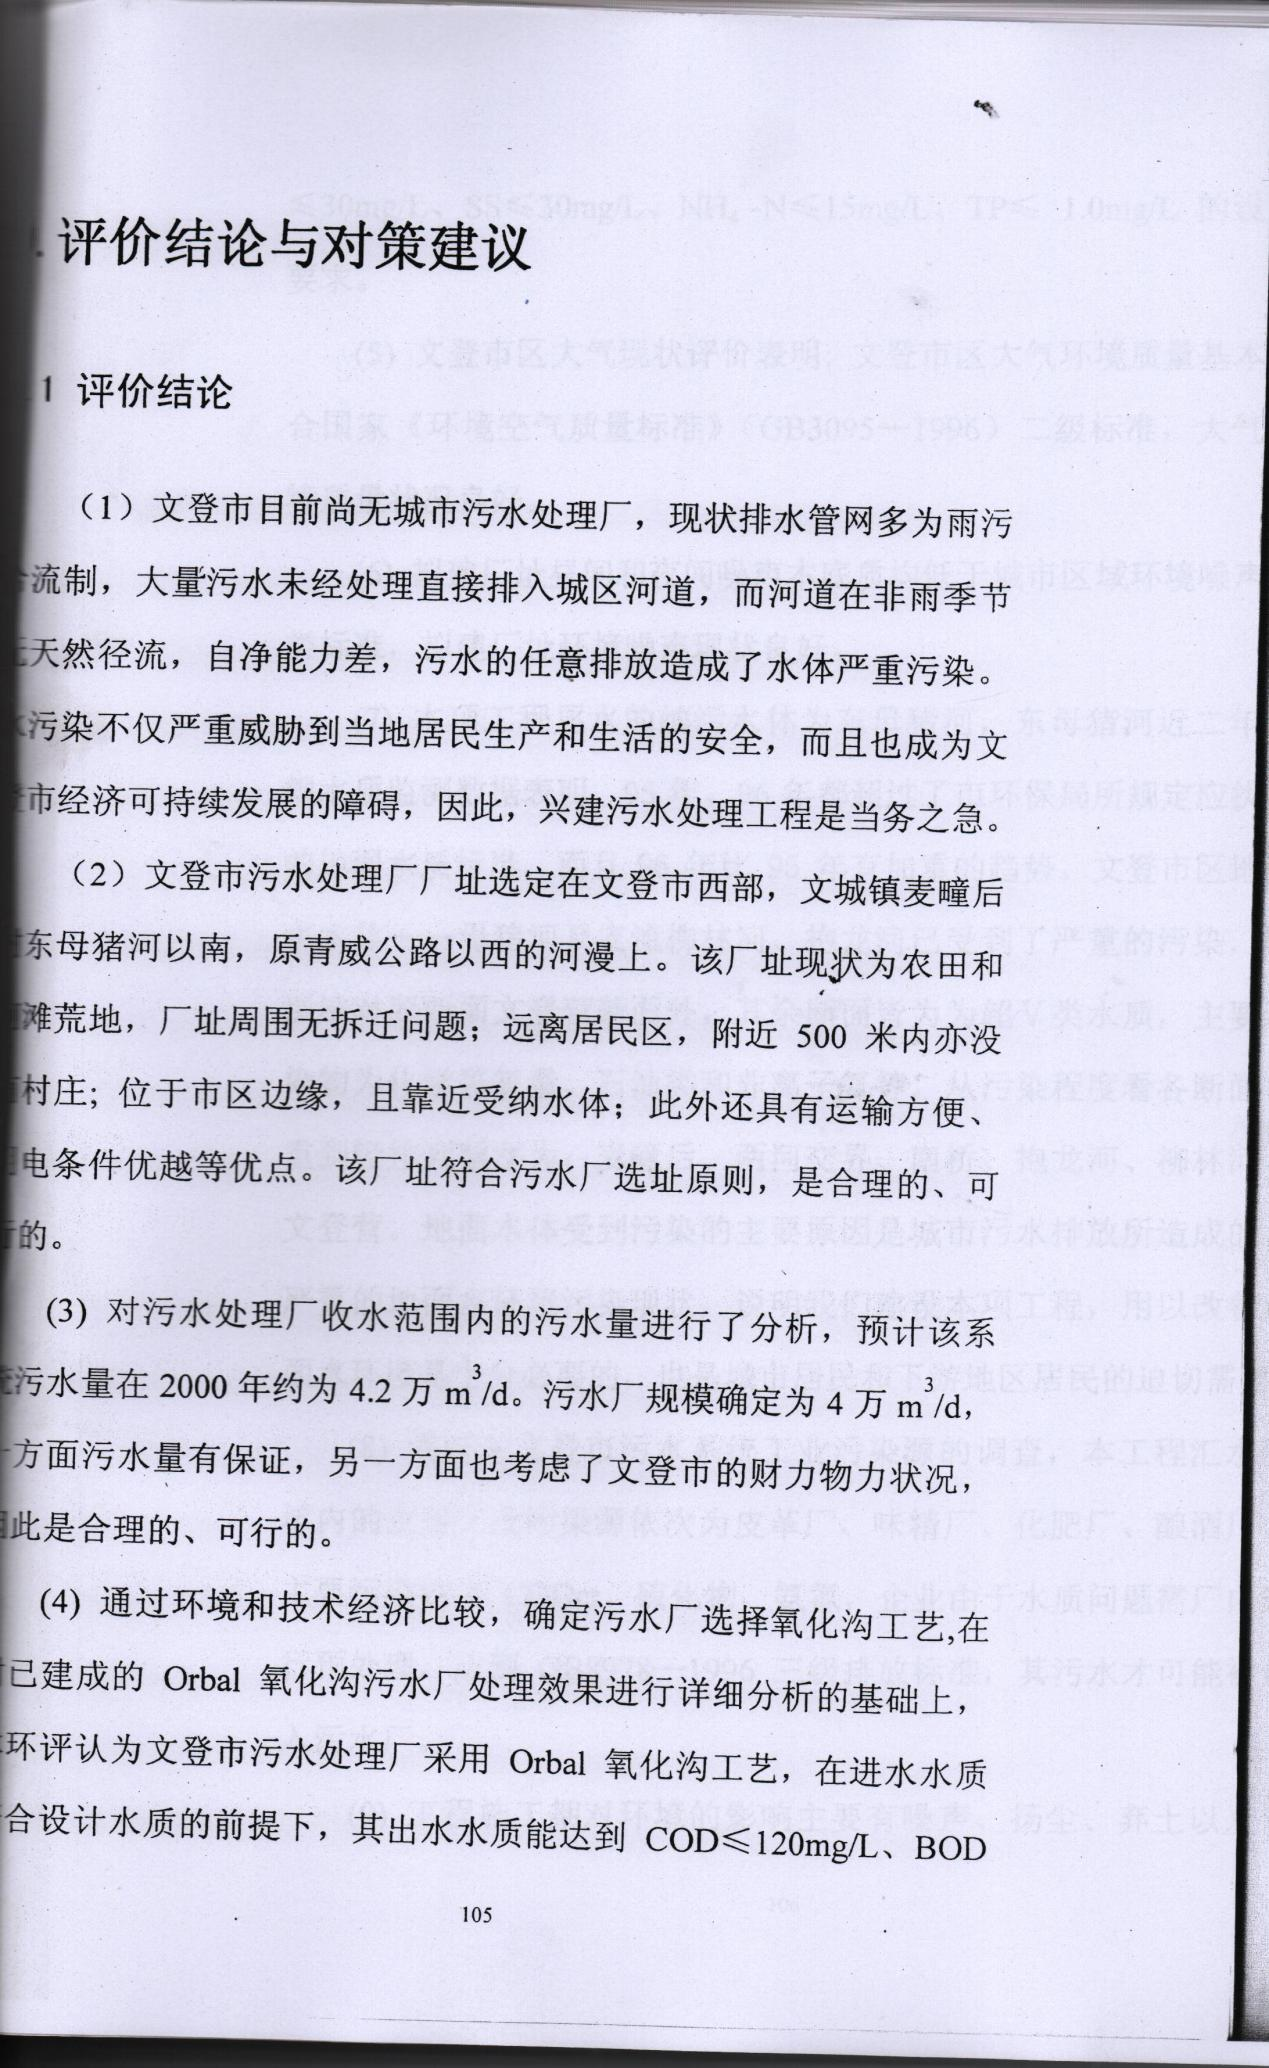 .评价结论与对策建议
1 评价结论
（1）文登市目前尚无城市污水处理厂，现状排水管网多为雨污
合流制，大量污水未经处理直接排入城区河道，而河道在非雨季节
无天然径流，自净能力差，污水的任意排放造成了水体严重污染。
水污染不仅严重威胁到当地居民生产和生活的安全，而且也成为文
登市经济可持续发展的障碍，因此，兴建污水处理工程是当务之急。
（2）文登市污水处理厂厂址选定在文登市西部，文城镇麦疃后
村东母猪河以南，原青威公路以西的河漫上。该厂址现状为农田和
河滩荒地，厂址周围无拆迁问题；远离居民区，附近 500 米内亦没
有村庄；位于市区边缘，且靠近受纳水体；此外还具有运输方便、
电条件优越等优点。该厂址符合污水厂选址原则，是合理的、可
行的。
(3) 对污水处理厂收水范围内的污水量进行了分析，预计该系
统污水量在 2000 年约为 4.2 万 m³/d。污水厂规模确定为 4 万 m³/d，
一方面污水量有保证，另一方面也考虑了文登市的财力物力状况，
因此是合理的、可行的。
(4) 通过环境和技术经济比较，确定污水厂选择氧化沟工艺,在
对已建成的 Orbal 氧化沟污水厂处理效果进行详细分析的基础上，
本环评认为文登市污水处理厂采用 Orbal 氧化沟工艺，在进水水质
符合设计水质的前提下，其出水水质能达到 COD≤120mg/L、BOD
105